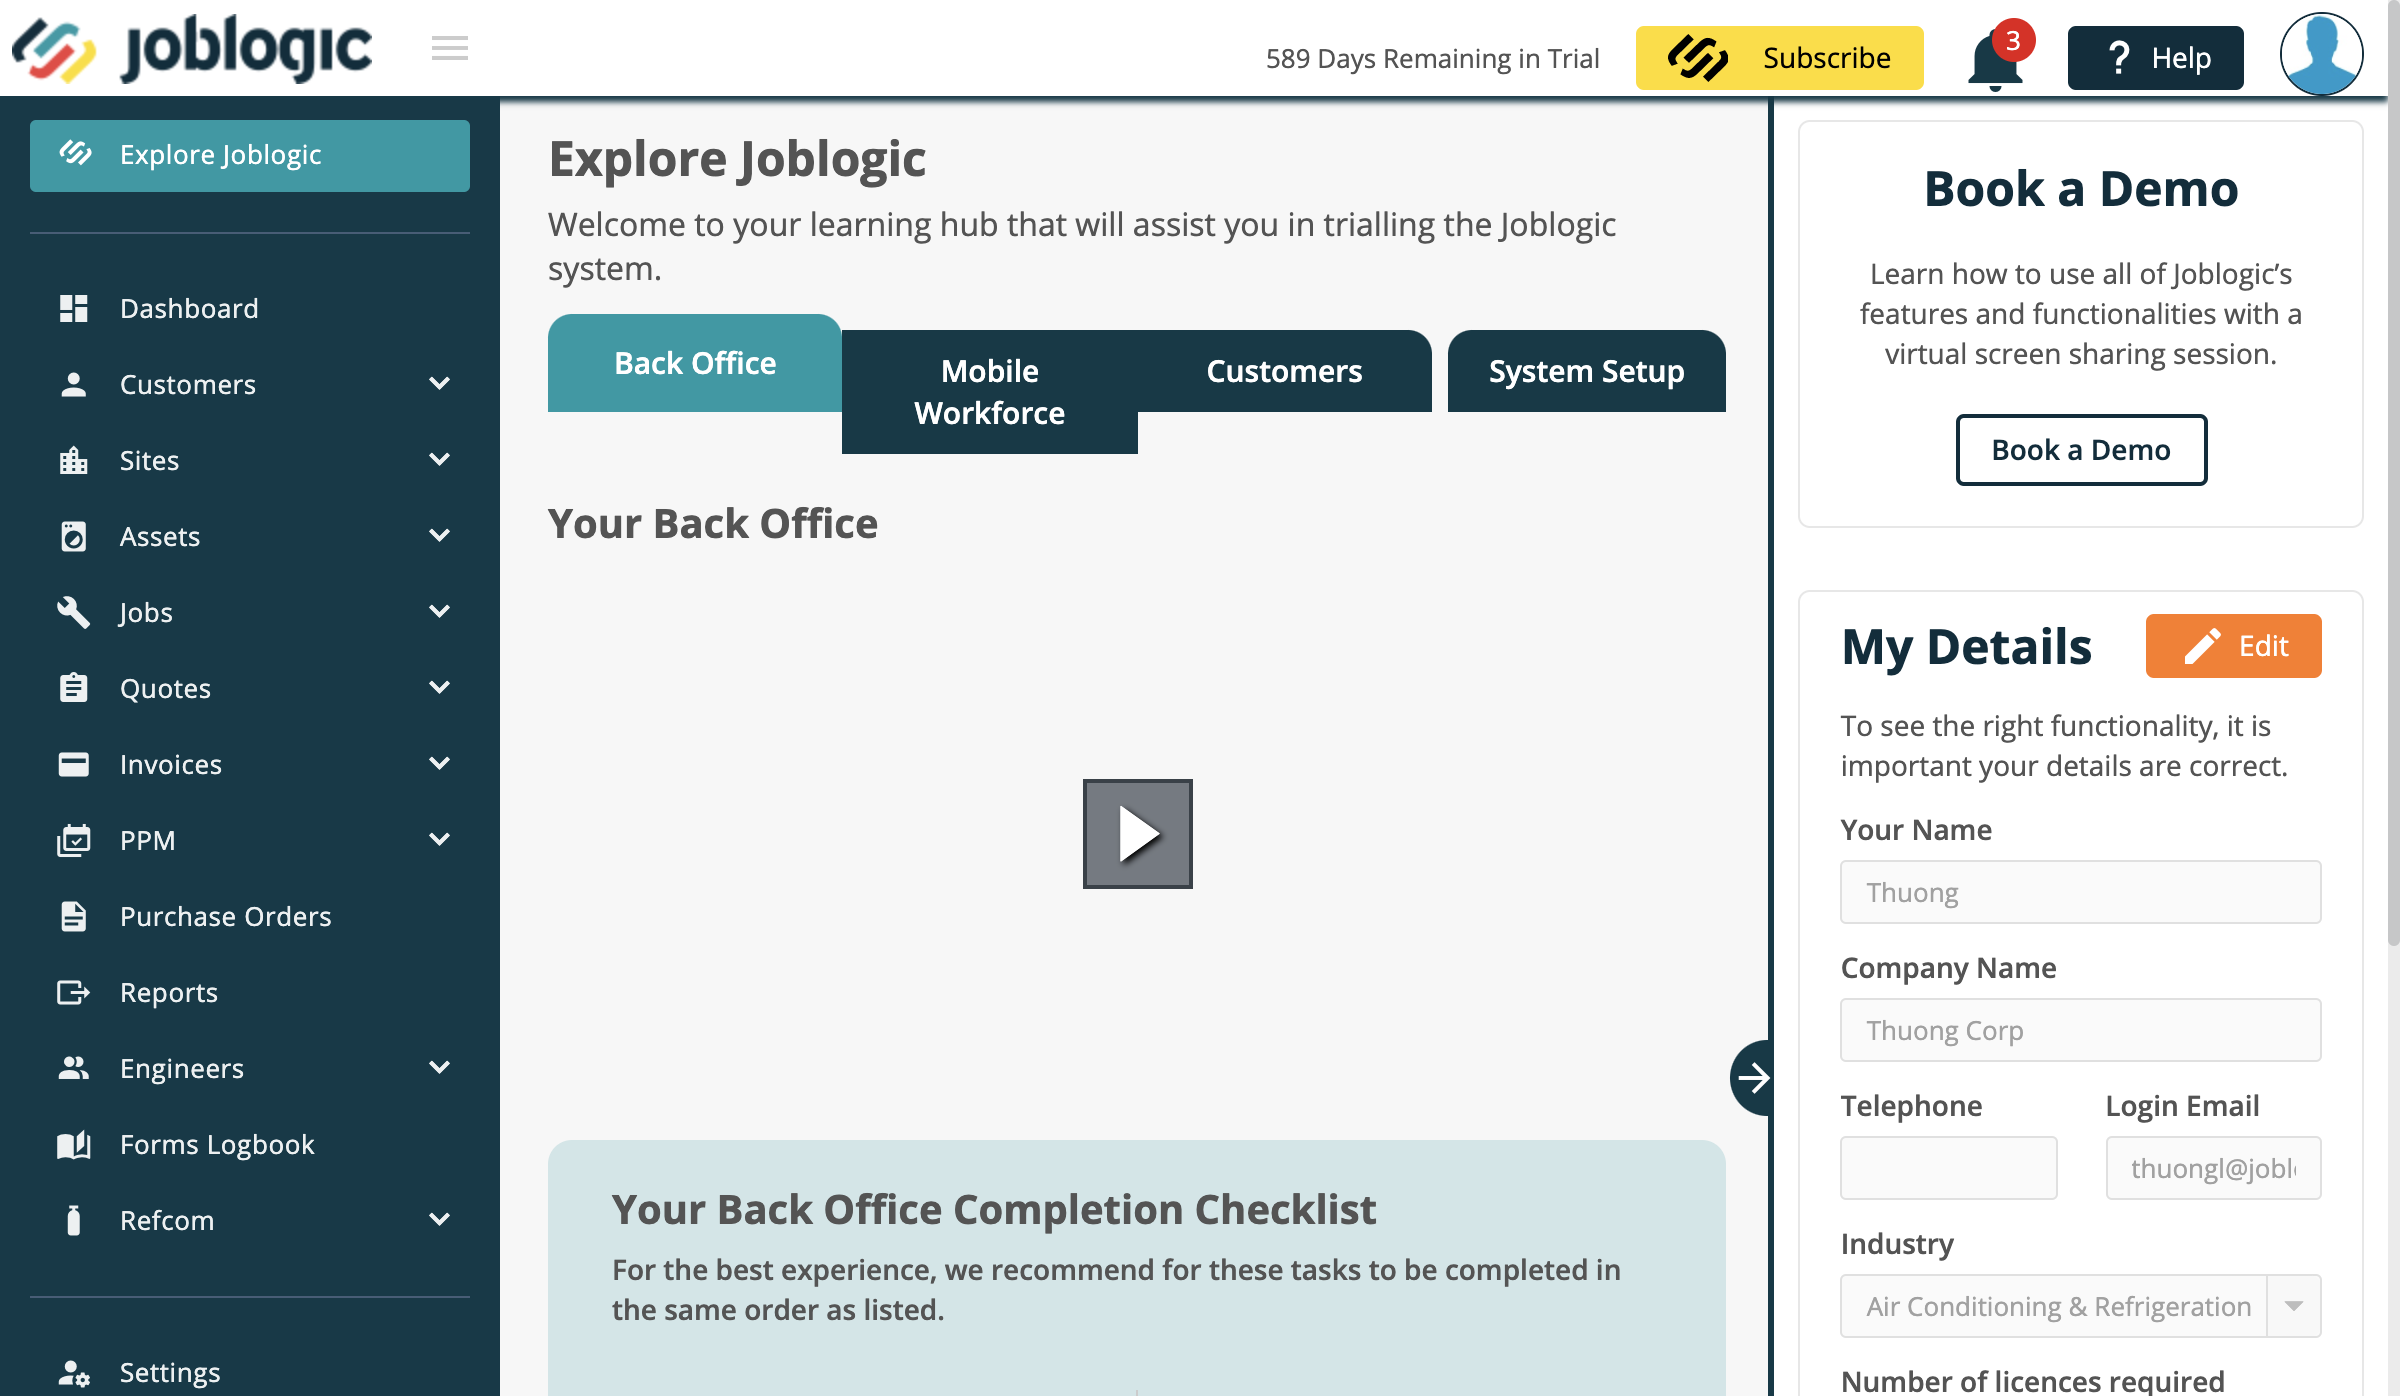 joblogic
589 Days Remaining in Trial
Subscribe
3
? Help
Explore Joblogic
Dashboard
Customers
Sites
Assets
Jobs
Quotes
Invoices
PPM
Purchase Orders
Reports
Engineers
Forms Logbook
Refcom
Settings
Explore Joblogic
Welcome to your learning hub that will assist you in trialling the Joblogic
system.
Back Office
Mobile
Workforce
Customers
System Setup
Your Back Office
Your Back Office Completion Checklist
For the best experience, we recommend for these tasks to be completed in
the same order as listed.
Book a Demo
Learn how to use all of Joblogic’s
features and functionalities with a
virtual screen sharing session.
Book a Demo
My Details
Edit
To see the right functionality, it is
important your details are correct.
Your Name
Thuong
Company Name
Thuong Corp
Telephone
Login Email
thuongl@jobl
Industry
Air Conditioning & Refrigeration
Number of licences required